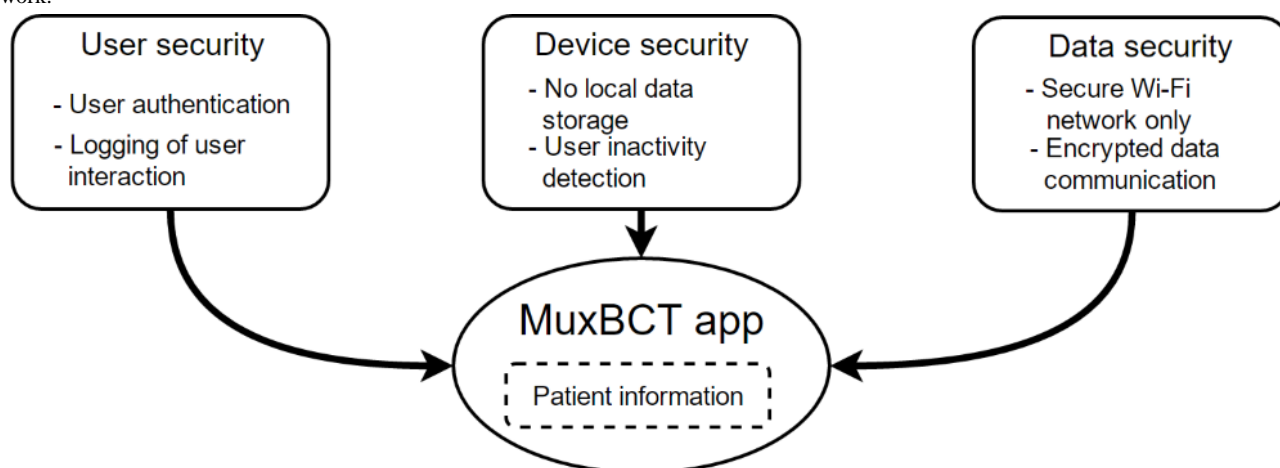 work.
User security
- User authentication
- Logging of user
interaction
Device security
- No local data
storage
- User inactivity
detection
Data security
- Secure Wi-Fi
network only
- Encrypted data
communication
MuxBCT app
Patient information